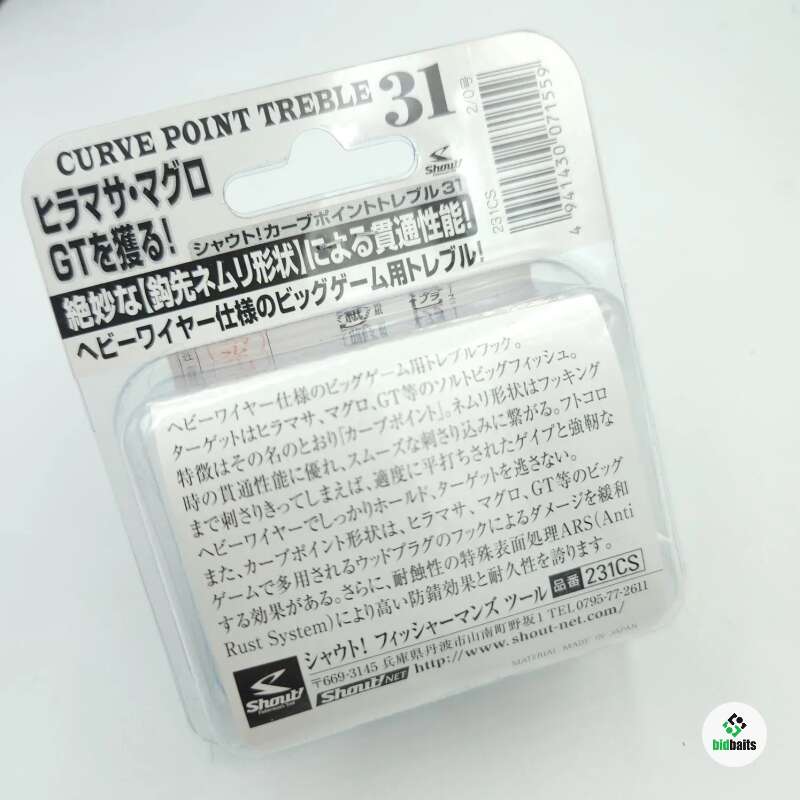 CURVE POINT TREBLE 31
2/0号
231CS
4 941430 071559
Shout!
ヒラマサ・マグロ
GTを獲る!
シャウト!カーブポイントトレブル31
絶妙な【鈎先ネムリ形状】による貫通性能!
ヘビーワイヤー仕様のビッグゲーム用トレブル!
ヘビーワイヤー仕様のビッグゲーム用トレブルフック。
ターゲットはヒラマサ、マグロ、GT等のソルトビッグフィッシュ。
特徴はその名のとおり「カーブポイント」。ネムリ形状はフッキング
時の貫通性能に優れ、スムーズな刺さり込みに繋がる。フトコロ
まで刺さりきってしまえば、適度に平打ちされたゲイプと強靭な
ヘビーワイヤーでしっかりホールド、ターゲットを逃さない。
また、カーブポイント形状は、ヒラマサ、マグロ、GT等のビッグ
ゲームで多用されるウッドプラグのフックによるダメージを緩和
する効果がある。さらに、耐蝕性の特殊表面処理ARS(Anti
Rust System)により高い防錆効果と耐久性を誇ります。
シャウト! フィッシャーマンズ ツール 品番 231CS
〒669-3145 兵庫県丹波市山南町野坂1 TEL 0795-77-2611
Shout!
Fisherman's Tool
Shout!NET http://www.shout-net.com/
MATERIAL MADE IN JAPAN
bidbaits